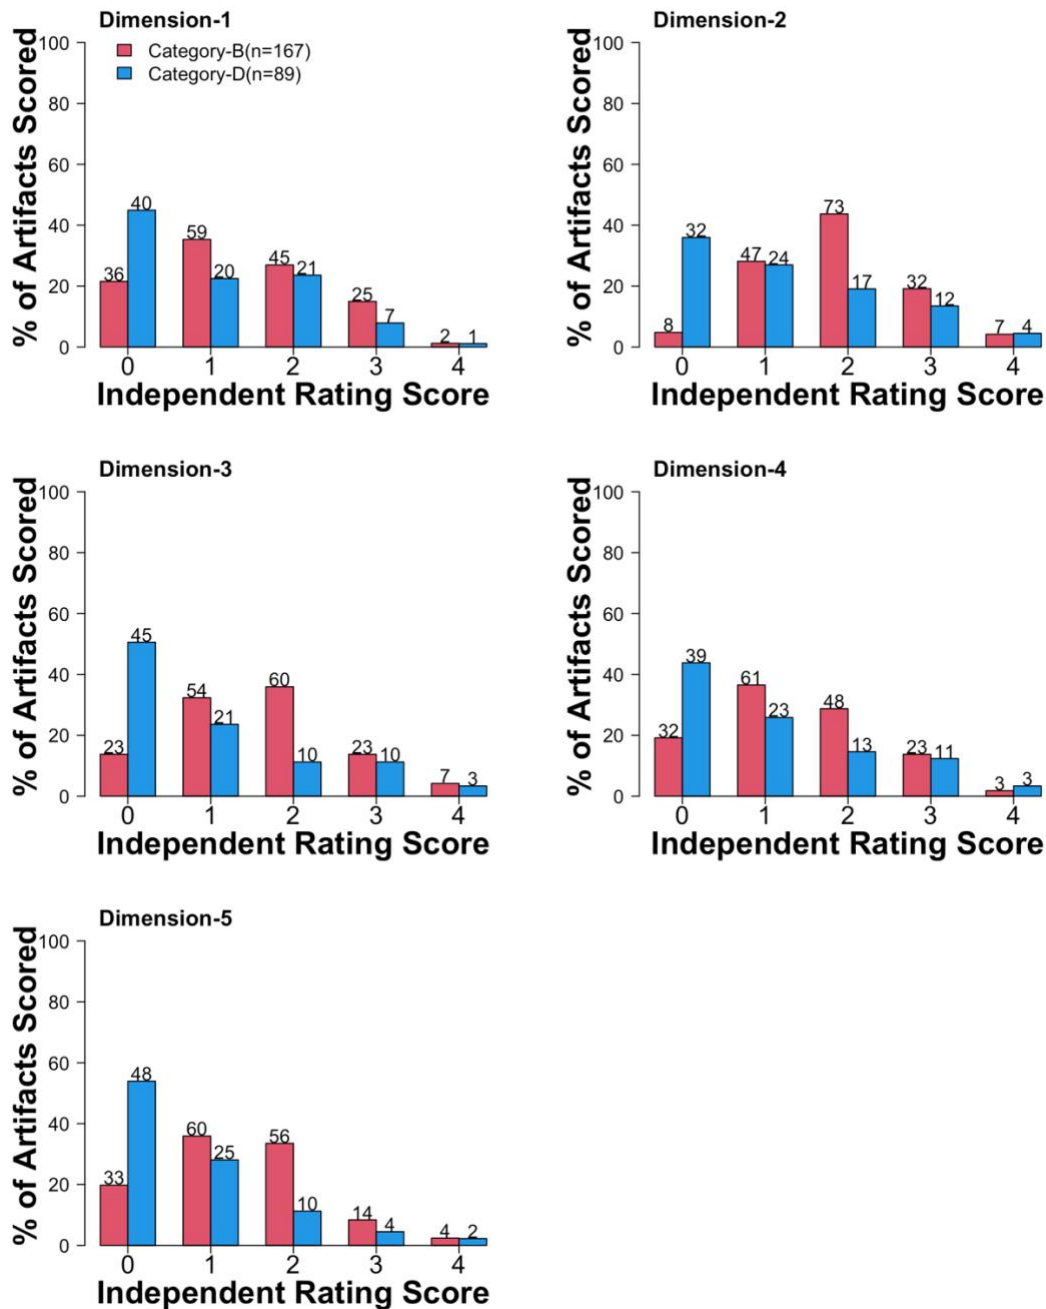 Dimension-1
Category-B(n=167)
Category-D(n=89)
% of Artifacts Scored
100
80
60
40
20
0
36 40 59 20 45 21 25 7 2 1
0 1 2 3 4
Independent Rating Score
Dimension-2
% of Artifacts Scored
100
80
60
40
20
0
8 32 47 24 73 17 32 12 7 4
0 1 2 3 4
Independent Rating Score
Dimension-3
% of Artifacts Scored
100
80
60
40
20
0
23 45 54 21 60 10 23 10 7 3
0 1 2 3 4
Independent Rating Score
Dimension-4
% of Artifacts Scored
100
80
60
40
20
0
32 39 61 23 48 13 23 11 3 3
0 1 2 3 4
Independent Rating Score
Dimension-5
% of Artifacts Scored
100
80
60
40
20
0
33 48 60 25 56 10 14 4 4 2
0 1 2 3 4
Independent Rating Score